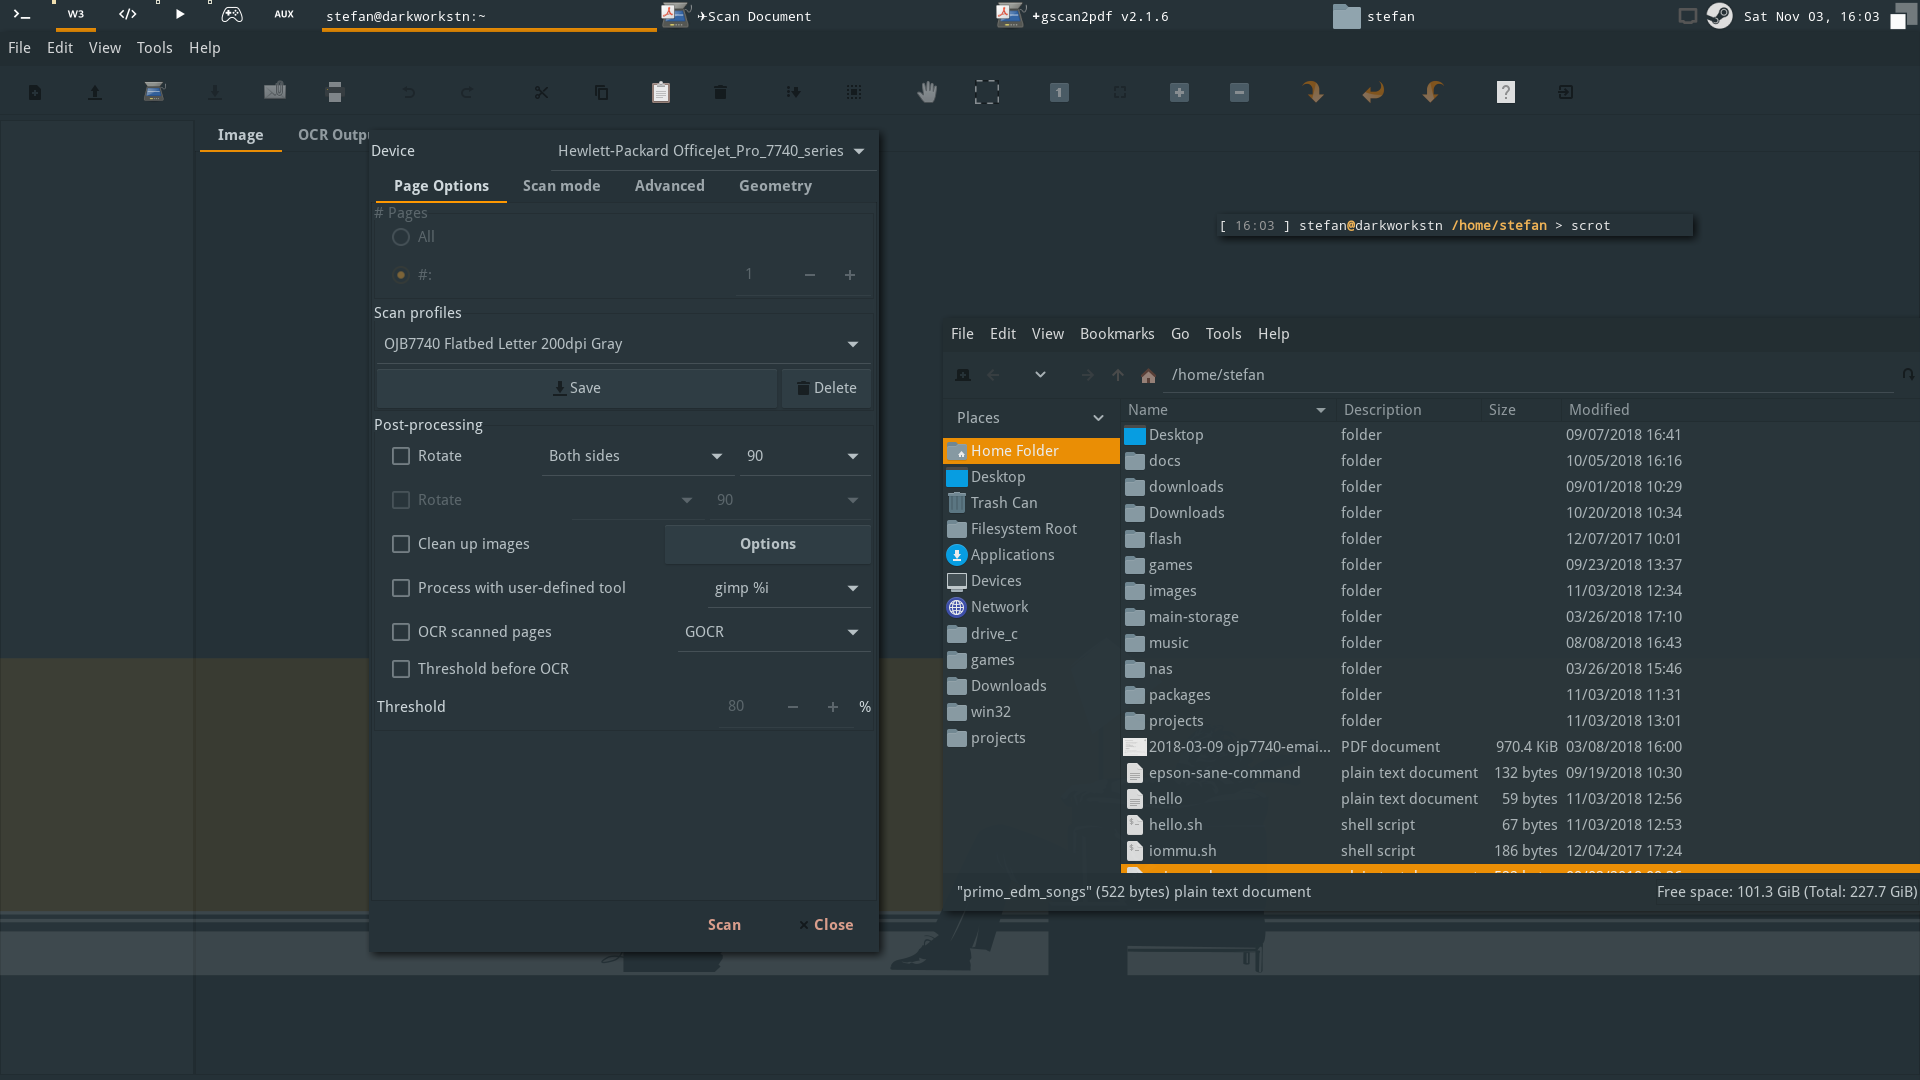 >_ W3 </> AUX stefan@darkworkstn:~ ✈Scan Document +gscan2pdf v2.1.6 stefan Sat Nov 03, 16:03
File Edit View Tools Help
1 ?
Image OCR Outpu
Device Hewlett-Packard OfficeJet_Pro_7740_series
Page Options Scan mode Advanced Geometry
# Pages
All
#: 1
Scan profiles
OJB7740 Flatbed Letter 200dpi Gray
Save Delete
Post-processing
Rotate Both sides 90
Rotate 90
Clean up images Options
Process with user-defined tool gimp %i
OCR scanned pages GOCR
Threshold before OCR
Threshold 80 %
Scan Close
[ 16:03 ] stefan@darkworkstn /home/stefan > scrot
File Edit View Bookmarks Go Tools Help
/home/stefan
Places
Home Folder
Desktop
Trash Can
Filesystem Root
Applications
Devices
Network
drive_c
games
Downloads
win32
projects
Name Description Size Modified
Desktop folder 09/07/2018 16:41
docs folder 10/05/2018 16:16
downloads folder 09/01/2018 10:29
Downloads folder 10/20/2018 10:34
flash folder 12/07/2017 10:01
games folder 09/23/2018 13:37
images folder 11/03/2018 12:34
main-storage folder 03/26/2018 17:10
music folder 08/08/2018 16:43
nas folder 03/26/2018 15:46
packages folder 11/03/2018 11:31
projects folder 11/03/2018 13:01
2018-03-09 ojp7740-emai... PDF document 970.4 KiB 03/08/2018 16:00
epson-sane-command plain text document 132 bytes 09/19/2018 10:30
hello plain text document 59 bytes 11/03/2018 12:56
hello.sh shell script 67 bytes 11/03/2018 12:53
iommu.sh shell script 186 bytes 12/04/2017 17:24
"primo_edm_songs" (522 bytes) plain text document Free space: 101.3 GiB (Total: 227.7 GiB)